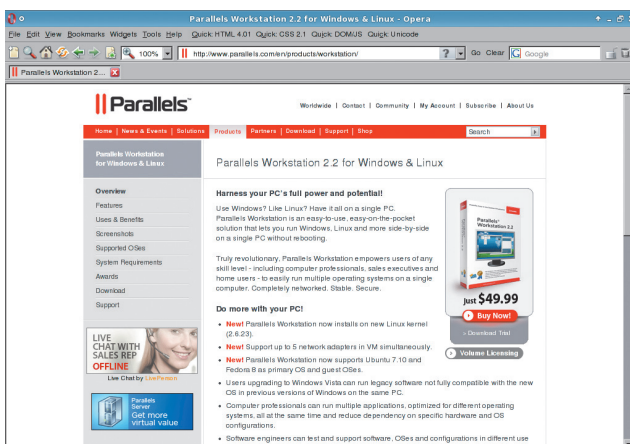 Parallels Workstation 2.2 for Windows & Linux - Opera
File Edit View Bookmarks Widgets Tools Help Quick: HTML 4.01 Quick: CSS 2.1 Quick: DOM/JS Quick: Unicode
100% http://www.parallels.com/en/products/workstation/ ? Go Clear G Google
Parallels Workstation 2...
Parallels™
Worldwide | Contact | Community | My Account | Subscribe | About Us
Home | News & Events | Solutions Products Partners | Download | Support | Shop Search
Parallels Workstation
for Windows & Linux
Overview
Features
Uses & Benefits
Screenshots
Supported OSes
System Requirements
Awards
Download
Support
LIVE
CHAT WITH
SALES REP
OFFLINE
Live Chat by LivePerson
Parallels
Server
Get more
virtual value
Parallels Workstation 2.2 for Windows & Linux
Harness your PC's full power and potential!
Use Windows? Like Linux? Have it all on a single PC.
Parallels Workstation is an easy-to-use, easy-on-the-pocket
solution that lets you run Windows, Linux and more side-by-side
on a single PC without rebooting.
Truly revolutionary, Parallels Workstation empowers users of any
skill level - including computer professionals, sales executives and
home users - to easily run multiple operating systems on a single
computer. Completely networked. Stable. Secure.
Do more with your PC!
• New! Parallels Workstation now installs on new Linux kernel
(2.6.23).
• New! Support up to 5 network adapters in VM simultaneously.
• New! Parallels Workstation now supports Ubuntu 7.10 and
Fedora 8 as primary OS and guest OSes.
• Users upgrading to Windows Vista can run legacy software not fully compatible with the new
OS in previous versions of Windows on the same PC.
• Computer professionals can run multiple applications, optimized for different operating
systems, all at the same time and reduce dependency on specific hardware and OS
configurations.
• Software engineers can test and support software, OSes and configurations in different use
Parallels™
Workstation 2.2
Just $49.99
Buy Now!
» Download Trial
Volume Licensing